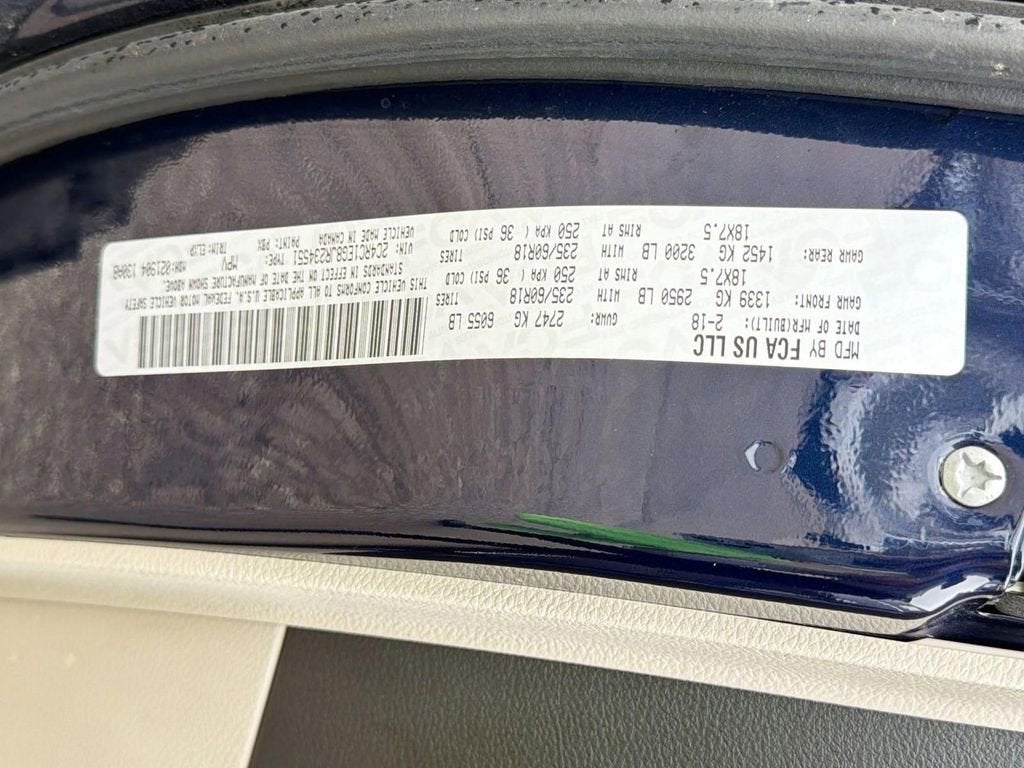 MFD BY FCA US LLC
DATE OF MFR(BUILT): 2-18 GVWR: 2747 KG 6055 LB
GAWR FRONT: 1339 KG 2950 LB WITH 235/60R18 TIRES
18X7.5 RIMS AT 250 KPA ( 36 PSI) COLD
GAWR REAR: 1452 KG 3200 LB WITH 235/60R18 TIRES
18X7.5 RIMS AT 250 KPA ( 36 PSI) COLD
THIS VEHICLE CONFORMS TO ALL APPLICABLE U.S.A. FEDERAL MOTOR VEHICLE SAFETY
STANDARDS IN EFFECT ON THE DATE OF MANUFACTURE SHOWN ABOVE.
VIN: 2C4RC1EG6JR234551 TYPE: MPV MDH:021904 130AB
VEHICLE MADE IN CANADA PAINT: PBX TRIM: